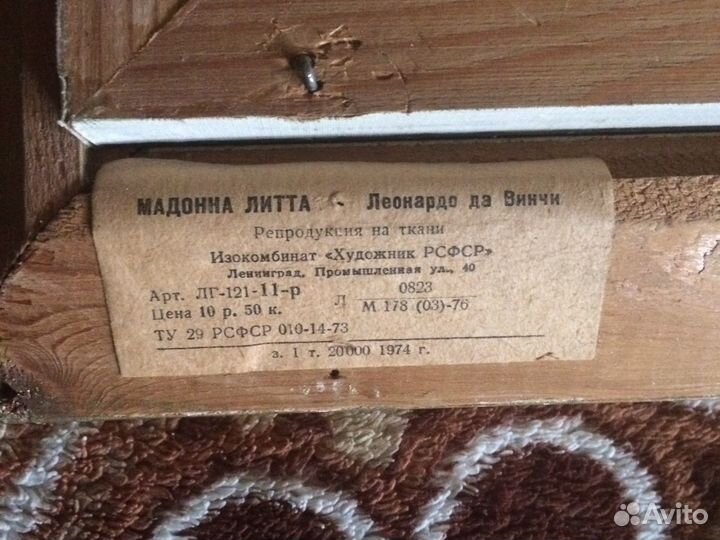 МАДОННА ЛИТТА - Леонардо да Винчи
Репродукция на ткани
Изокомбинат «Художник РСФСР»
Ленинград, Промышленная ул., 40
Арт. ЛГ-121-11-р Л 0823
Цена 10 р. 50 к. М 178 (03)-76
ТУ 29 РСФСР 010-14-73
з. 1 т. 20000 1974 г.
Avito